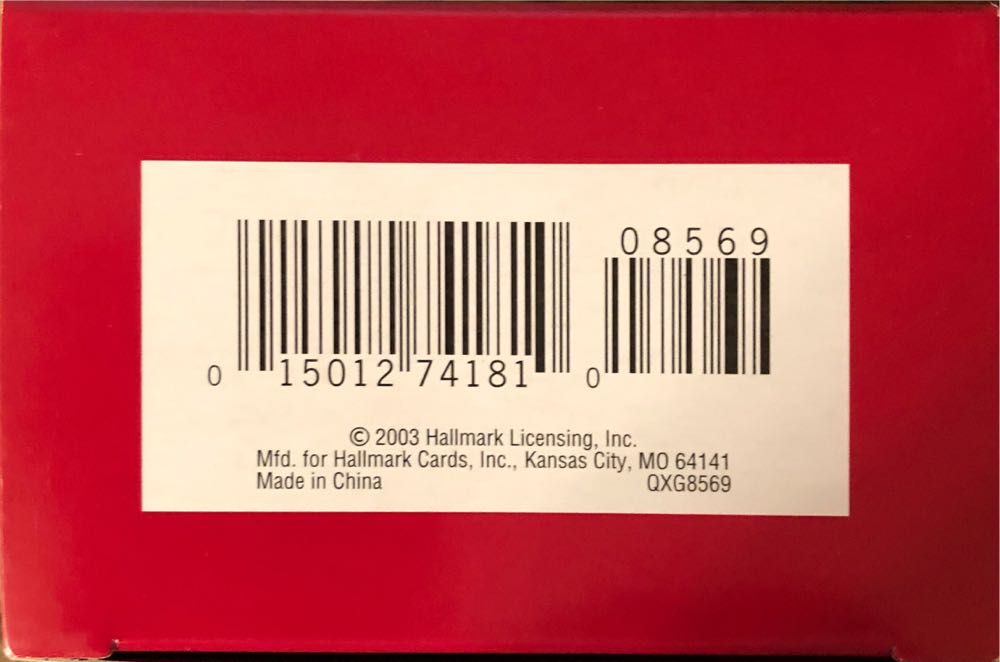 08569
0 15012 74181 0
© 2003 Hallmark Licensing, Inc.
Mfd. for Hallmark Cards, Inc., Kansas City, MO 64141
Made in China QXG8569